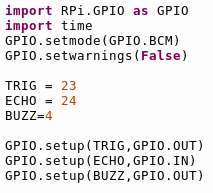 import RPi.GPIO as GPIO
import time
GPIO.setmode(GPIO.BCM)
GPIO.setwarnings(False)

TRIG = 23
ECHO = 24
BUZZ=4

GPIO.setup(TRIG,GPIO.OUT)
GPIO.setup(ECHO,GPIO.IN)
GPIO.setup(BUZZ,GPIO.OUT)